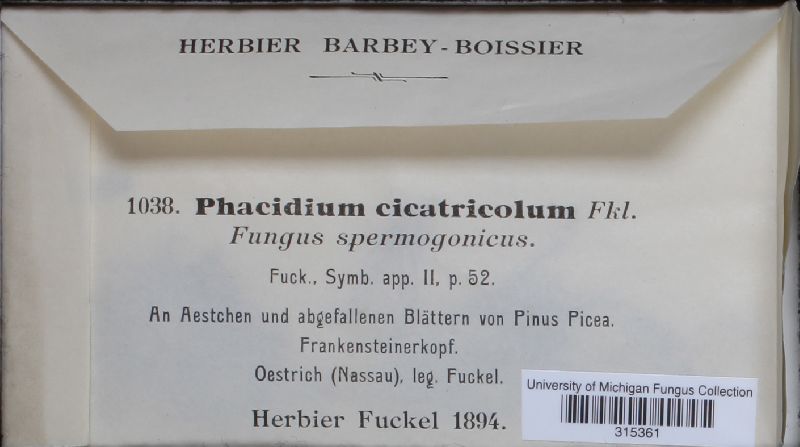 HERBIER BARBEY-BOISSIER
1038. Phacidium cicatricolum Fkl.
Fungus spermogonicus.
Fuck., Symb. app. II, p. 52.
An Aestchen und abgefallenen Blättern von Pinus Picea.
Frankensteinerkopf.
Oestrich (Nassau), leg. Fuckel.
Herbier Fuckel 1894.
University of Michigan Fungus Collection
315361